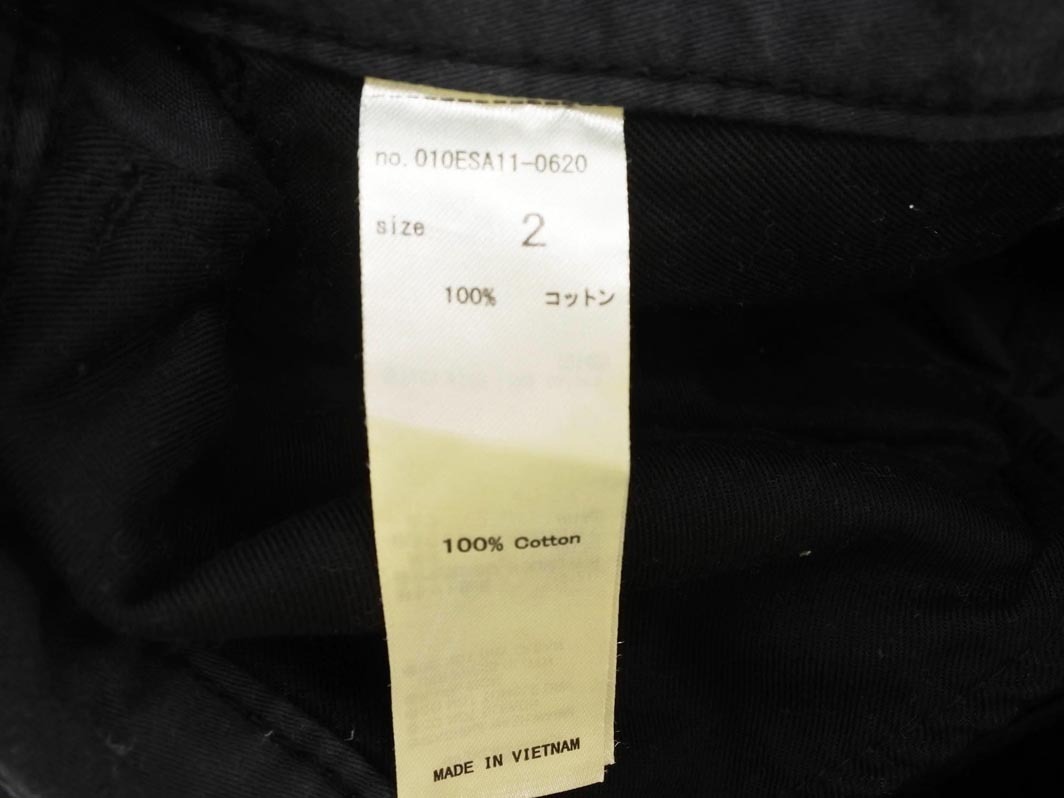 no. 010ESA11-0620
size 2
100% コットン
100% Cotton
MADE IN VIETNAM